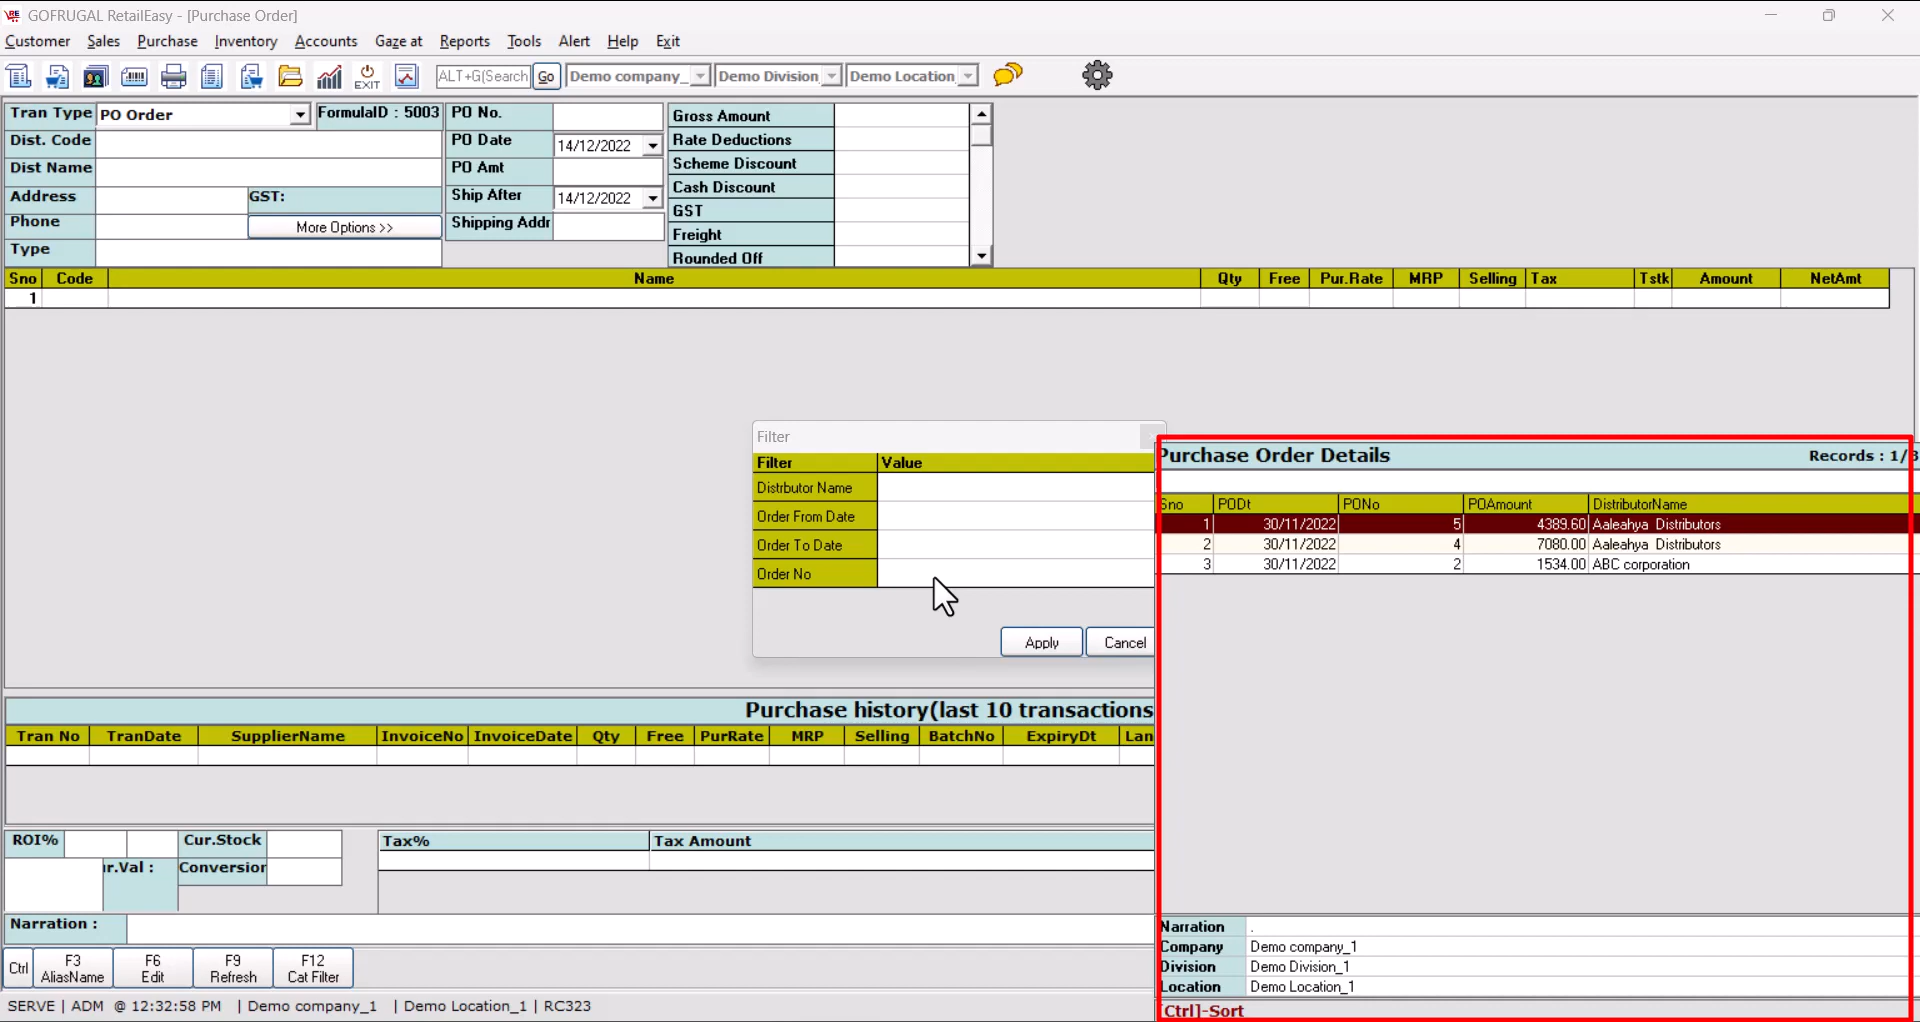 GOFRUGAL RetailEasy - [Purchase Order]
Customer Sales Purchase Inventory Accounts Gaze at Reports Tools Alert Help Exit
EXIT ALT+G(Search Go Demo company_ Demo Division Demo Location
Tran Type PO Order FormulaID : 5003 PO No. Gross Amount
Dist. Code PO Date 14/12/2022 Rate Deductions
Dist Name PO Amt Scheme Discount
Address GST: Ship After 14/12/2022 Cash Discount
Phone More Options >> Shipping Addr GST
Type Freight
Rounded Off
Sno Code Name Qty Free Pur.Rate MRP Selling Tax Tstk Amount NetAmt
1
Filter
Filter Value
Distrbutor Name
Order From Date
Order To Date
Order No
Apply Cancel
Purchase Order Details Records : 1/3
Sno PODt PONo POAmount DistributorName
1 30/11/2022 5 4389.60 Aaleahya Distributors
2 30/11/2022 4 7080.00 Aaleahya Distributors
3 30/11/2022 2 1534.00 ABC corporation
Purchase history(last 10 transactions
Tran No TranDate SupplierName InvoiceNo InvoiceDate Qty Free PurRate MRP Selling BatchNo ExpiryDt Lan
ROI% Cur.Stock Tax% Tax Amount
r.Val : Conversion
Narration :
Narration .
Company Demo company_1
Division Demo Division_1
Location Demo Location_1
[Ctrl]-Sort
Ctrl F3 AliasName F6 Edit F9 Refresh F12 Cat Filter
SERVE | ADM @ 12:32:58 PM | Demo company_1 | Demo Location_1 | RC323